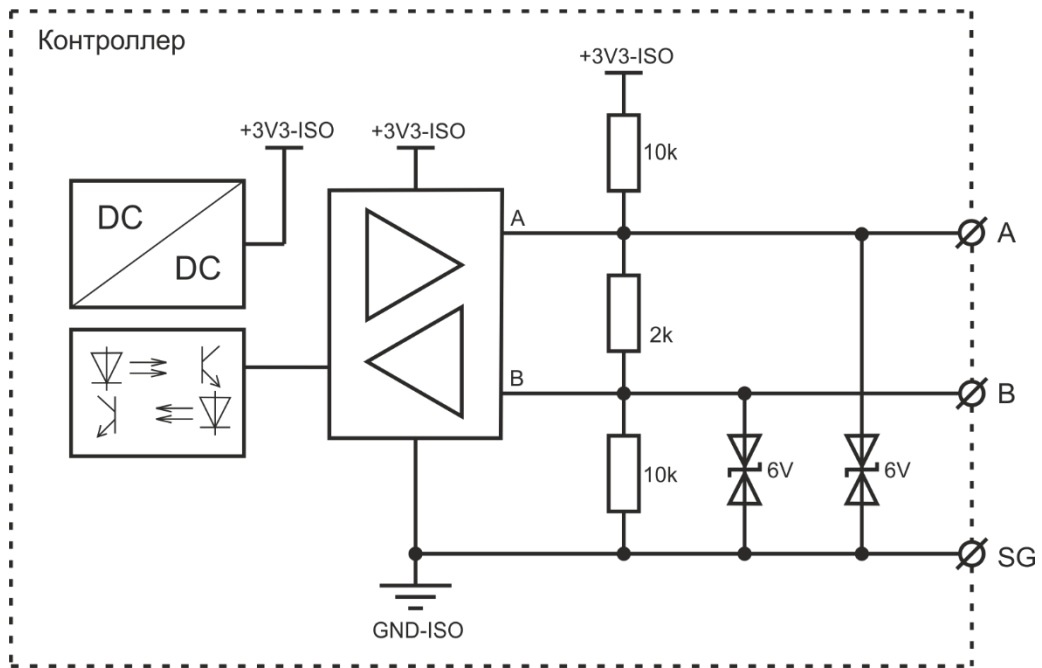 Контроллер
+3V3-ISO
+3V3-ISO
+3V3-ISO
10k
DC
DC
A
A
2k
B
B
10k
6V
6V
SG
GND-ISO